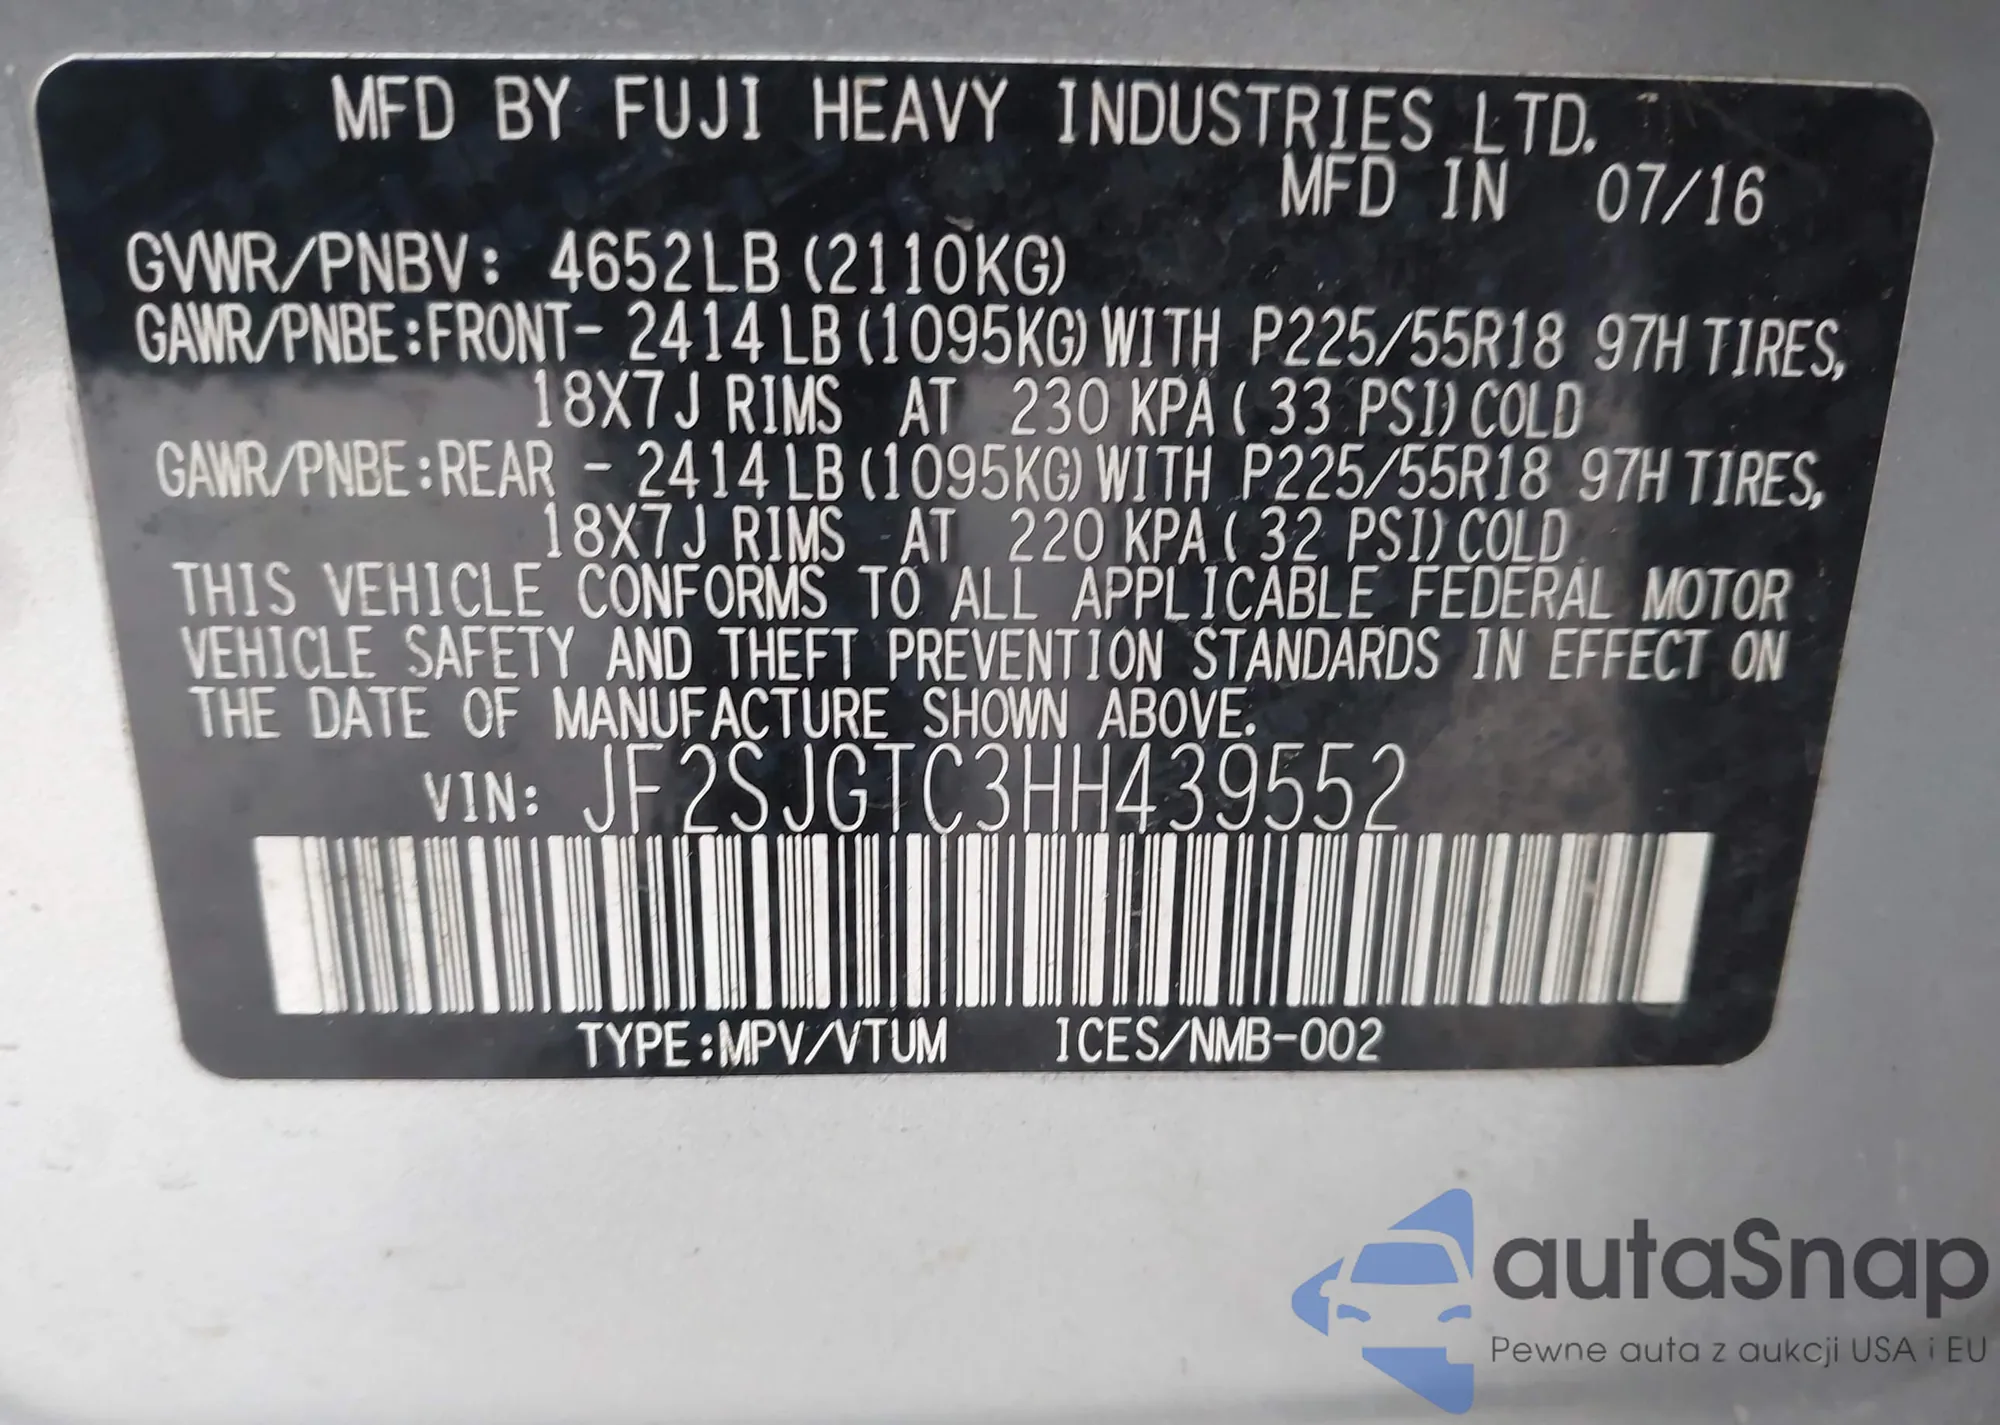 MFD BY FUJI HEAVY INDUSTRIES LTD.
MFD IN 07/16
GVWR/PNBV: 4652LB (2110KG)
GAWR/PNBE:FRONT- 2414 LB (1095KG) WITH P225/55R18 97H TIRES,
18X7J RIMS AT 230 KPA ( 33 PSI) COLD
GAWR/PNBE:REAR - 2414 LB (1095KG) WITH P225/55R18 97H TIRES,
18X7J RIMS AT 220 KPA ( 32 PSI) COLD
THIS VEHICLE CONFORMS TO ALL APPLICABLE FEDERAL MOTOR
VEHICLE SAFETY AND THEFT PREVENTION STANDARDS IN EFFECT ON
THE DATE OF MANUFACTURE SHOWN ABOVE.
VIN: JF2SJGTC3HH439552
TYPE:MPV/VTUM ICES/NMB-002
autaSnap
Pewne auta z aukcji USA i EU